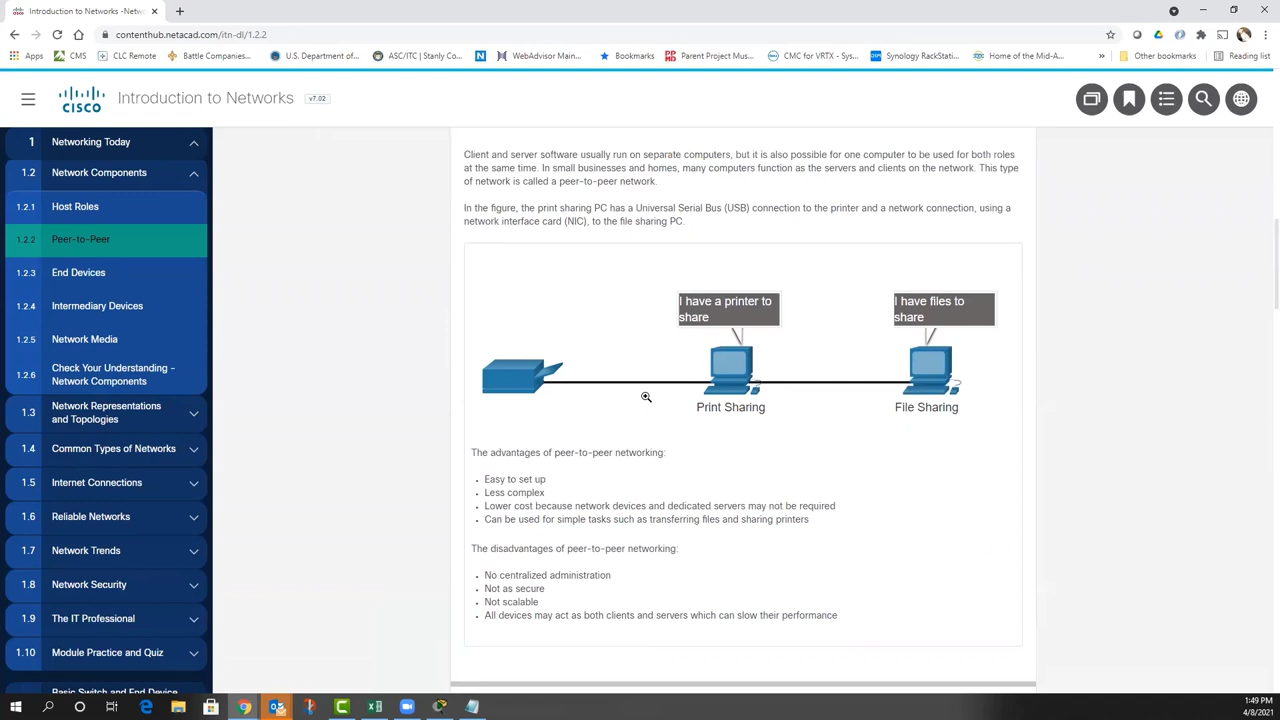 Introduction to Networks -Netw
contenthub.netacad.com/itn-dl/1.2.2
Apps
CMS
CLC Remote
Battle Companies...
U.S. Department of...
ASC/ITC | Stanly Co...
N
WebAdvisor Main...
Bookmarks
Parent Project Mus...
CMC for VRTX - Sys...
Synology RackStati...
Home of the Mid-A...
»
Other bookmarks
Reading list
CISCO
Introduction to Networks
v7.02
1 Networking Today
1.2 Network Components
1.2.1 Host Roles
1.2.2 Peer-to-Peer
1.2.3 End Devices
1.2.4 Intermediary Devices
1.2.5 Network Media
1.2.6 Check Your Understanding -
Network Components
1.3 Network Representations
and Topologies
1.4 Common Types of Networks
1.5 Internet Connections
1.6 Reliable Networks
1.7 Network Trends
1.8 Network Security
1.9 The IT Professional
1.10 Module Practice and Quiz
Basic Switch and End Device
Client and server software usually run on separate computers, but it is also possible for one computer to be used for both roles
at the same time. In small businesses and homes, many computers function as the servers and clients on the network. This type
of network is called a peer-to-peer network.
In the figure, the print sharing PC has a Universal Serial Bus (USB) connection to the printer and a network connection, using a
network interface card (NIC), to the file sharing PC.
I have a printer to
share
I have files to
share
Print Sharing
File Sharing
The advantages of peer-to-peer networking:
• Easy to set up
• Less complex
• Lower cost because network devices and dedicated servers may not be required
• Can be used for simple tasks such as transferring files and sharing printers
The disadvantages of peer-to-peer networking:
• No centralized administration
• Not as secure
• Not scalable
• All devices may act as both clients and servers which can slow their performance
1:49 PM
4/8/2021